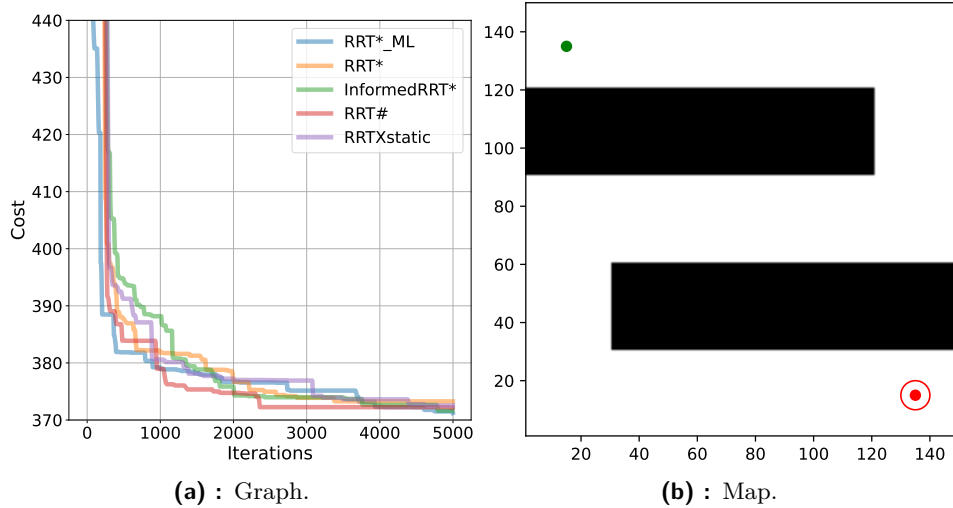 440
430
420
410
400
390
380
370
Cost
0 1000 2000 3000 4000 5000
Iterations
RRT*_ML
RRT*
InformedRRT*
RRT#
RRTXstatic
(a) : Graph.
140
120
100
80
60
40
20
20 40 60 80 100 120 140
(b) : Map.